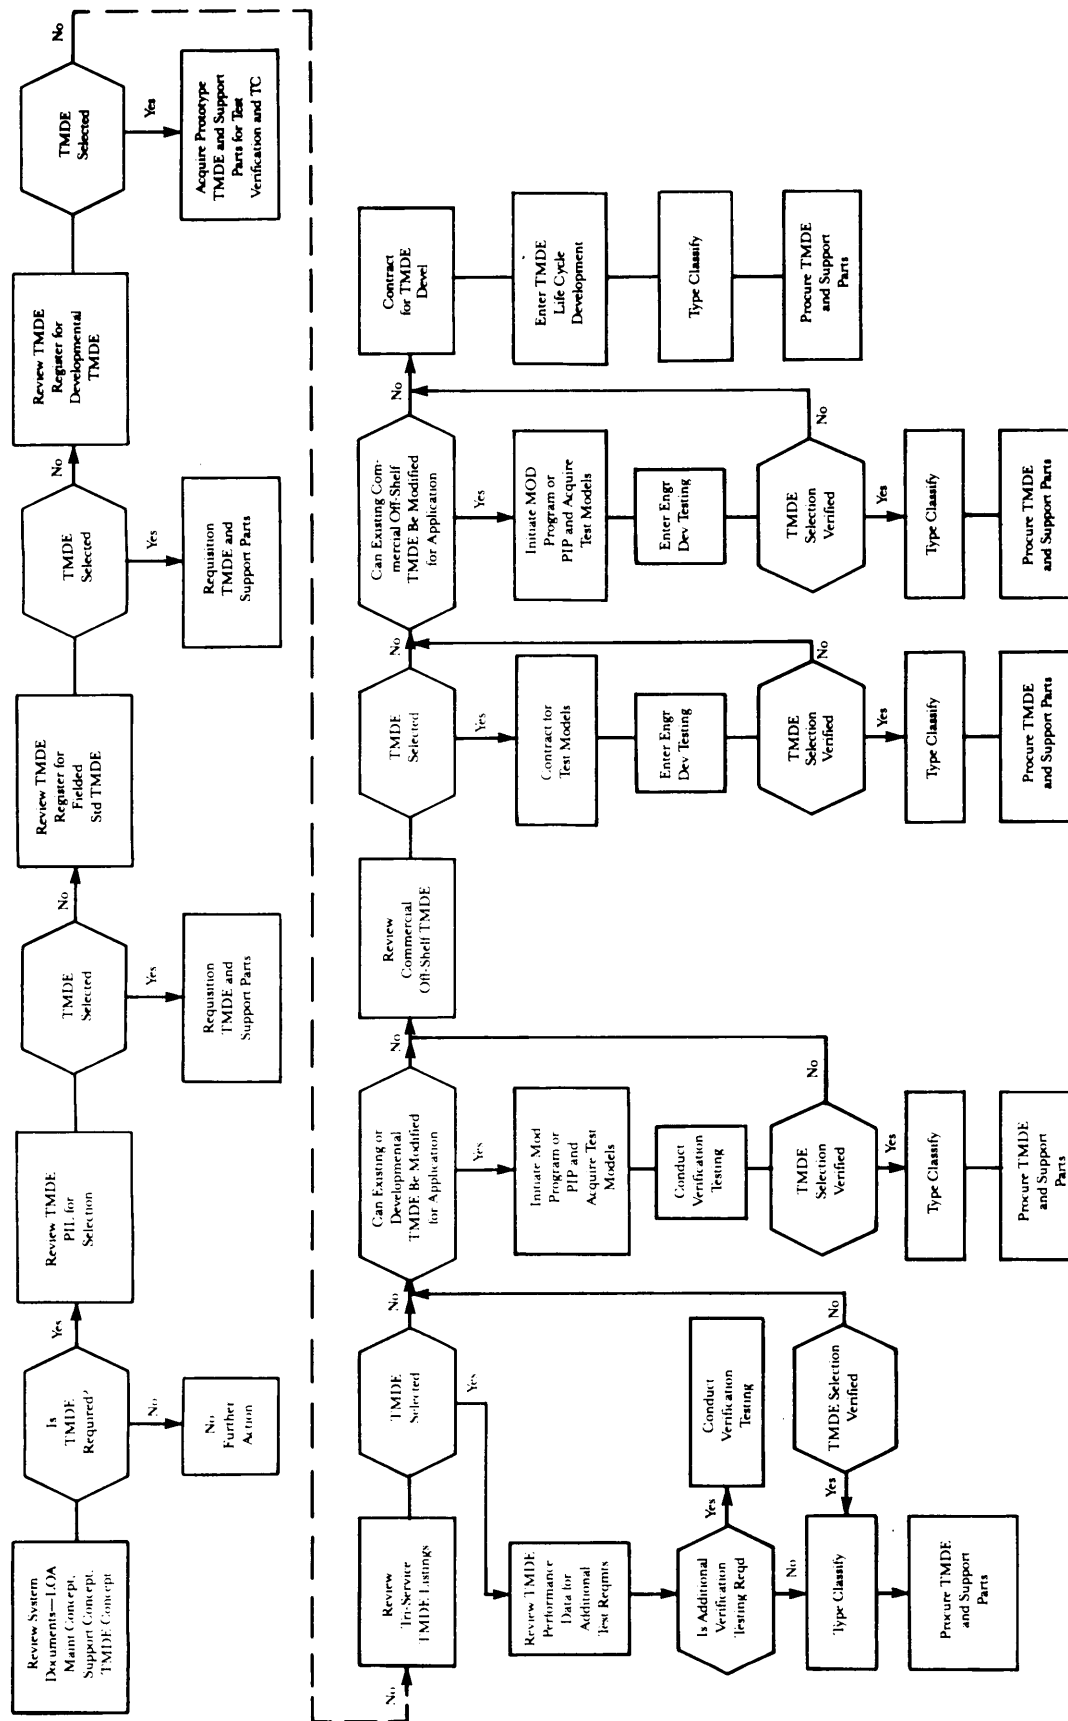 Review System
Documents—LOA
Maint Concept,
Support Concept,
TMDE Concept
Is
TMDE
Required?
No
No
Further
Action
Yes
Review TMDE
PIL for
Selection
TMDE
Selected
Yes
Requisition
TMDE and
Support Parts
No
Review TMDE
Register for
Fielded
Std TMDE
TMDE
Selected
Yes
Requisition
TMDE and
Support Parts
No
Review TMDE
Register for
Developmental
TMDE
TMDE
Selected
Yes
Acquire Prototype
TMDE and Support
Parts for Test
Verification and TC
No
No
Review
Tri-Service
TMDE Listings
TMDE
Selected
Yes
Review TMDE
Performance
Data for
Additional
Test Reqmts
Is Additional
Verification
Testing Reqd
Yes
Conduct
Verification
Testing
No
Type Classify
Yes
TMDE Selection
Verified
No
Procure TMDE
and Support
Parts
No
Can Existing or
Developmental
TMDE Be Modified
for Application
Yes
Initiate Mod
Program or
PIP and
Acquire Test
Models
Conduct
Verification
Testing
TMDE
Selection
Verified
No
Yes
Type Classify
Procure TMDE
and Support
Parts
No
Review
Commercial
Off-Shelf TMDE
TMDE
Selected
Yes
Contract for
Test Models
Enter Engr
Dev Testing
TMDE
Selection
Verified
No
Yes
Type Classify
Procure TMDE
and Support Parts
No
Can Existing Com-
mercial Off-Shelf
TMDE Be Modified
for Application
Yes
Initiate MOD
Program or
PIP and Acquire
Test Models
Enter Engr
Dev Testing
TMDE
Selection
Verified
No
Yes
Type Classify
Procure TMDE
and Support Parts
No
Contract
for TMDE
Devel
Enter TMDE
Life Cycle
Development
Type Classify
Procure TMDE
and Support
Parts